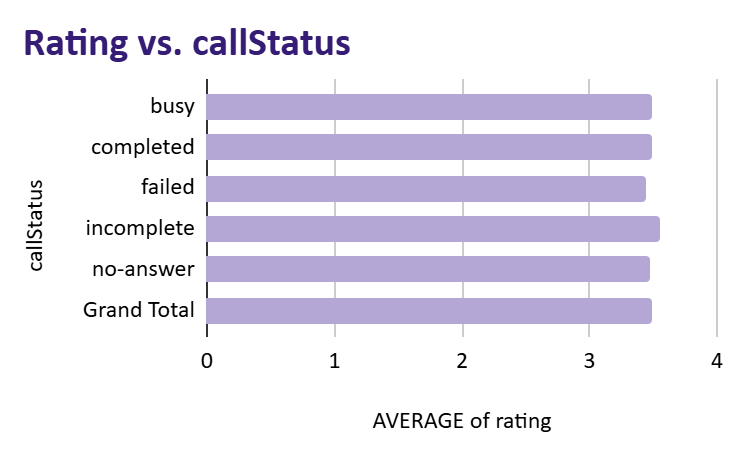 Rating vs. callStatus
callStatus
busy
completed
failed
incomplete
no-answer
Grand Total
0 1 2 3 4
AVERAGE of rating